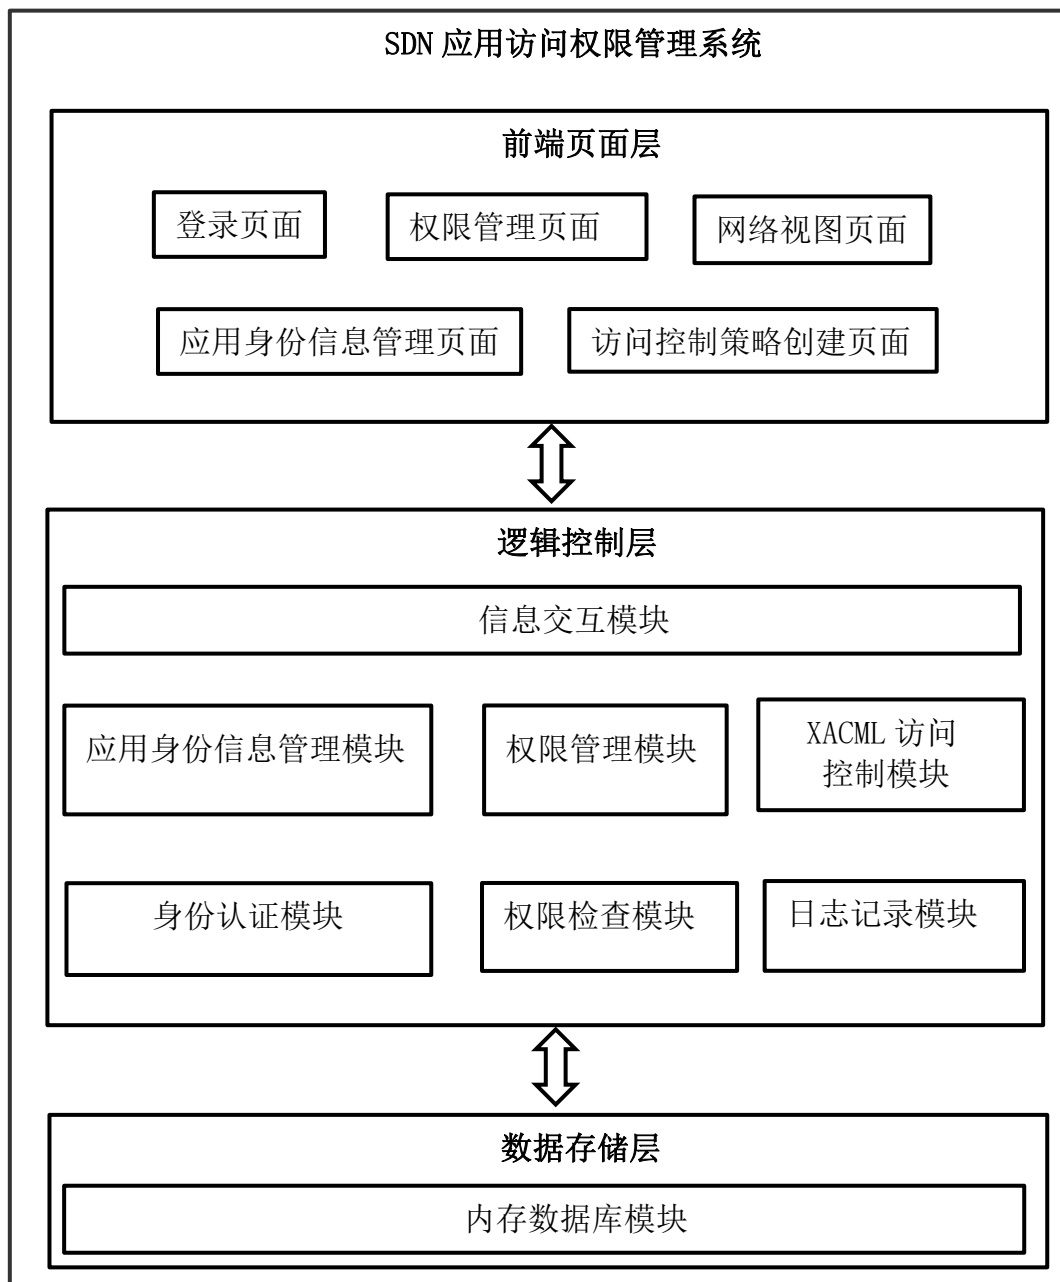 SDN 应用访问权限管理系统
前端页面层
登录页面
权限管理页面
网络视图页面
应用身份信息管理页面
访问控制策略创建页面
逻辑控制层
信息交互模块
应用身份信息管理模块
权限管理模块
XACML 访问
控制模块
身份认证模块
权限检查模块
日志记录模块
数据存储层
内存数据库模块